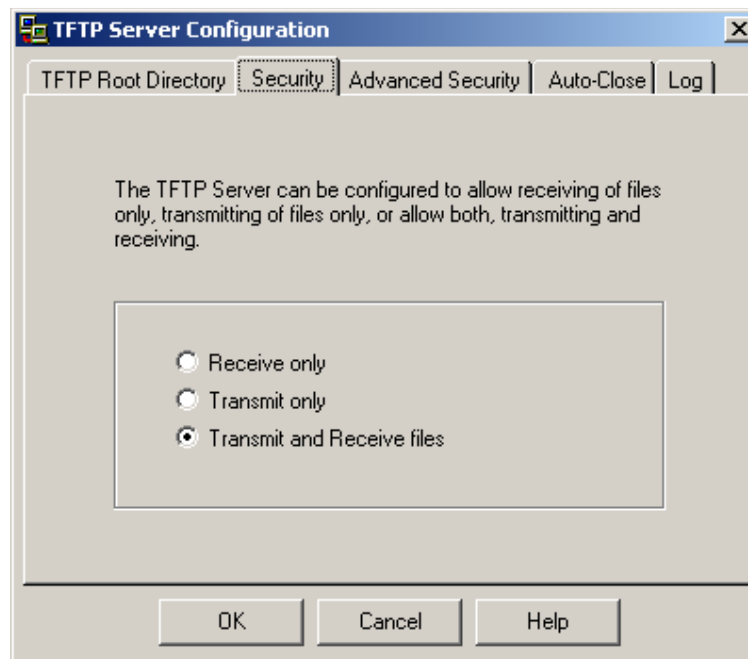 TFTP Server Configuration
TFTP Root Directory Security Advanced Security Auto-Close Log
The TFTP Server can be configured to allow receiving of files
only, transmitting of files only, or allow both, transmitting and
receiving.
Receive only
Transmit only
Transmit and Receive files
OK Cancel Help